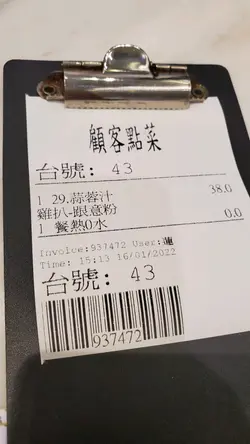 顧客點菜
台號: 43
1 29.蒜蓉汁 38.0
雞扒-跟意粉
1 餐熱0水 0.0
Involce:937472 User:蓮
Time: 15:13 16/01/2022
台號: 43
937472